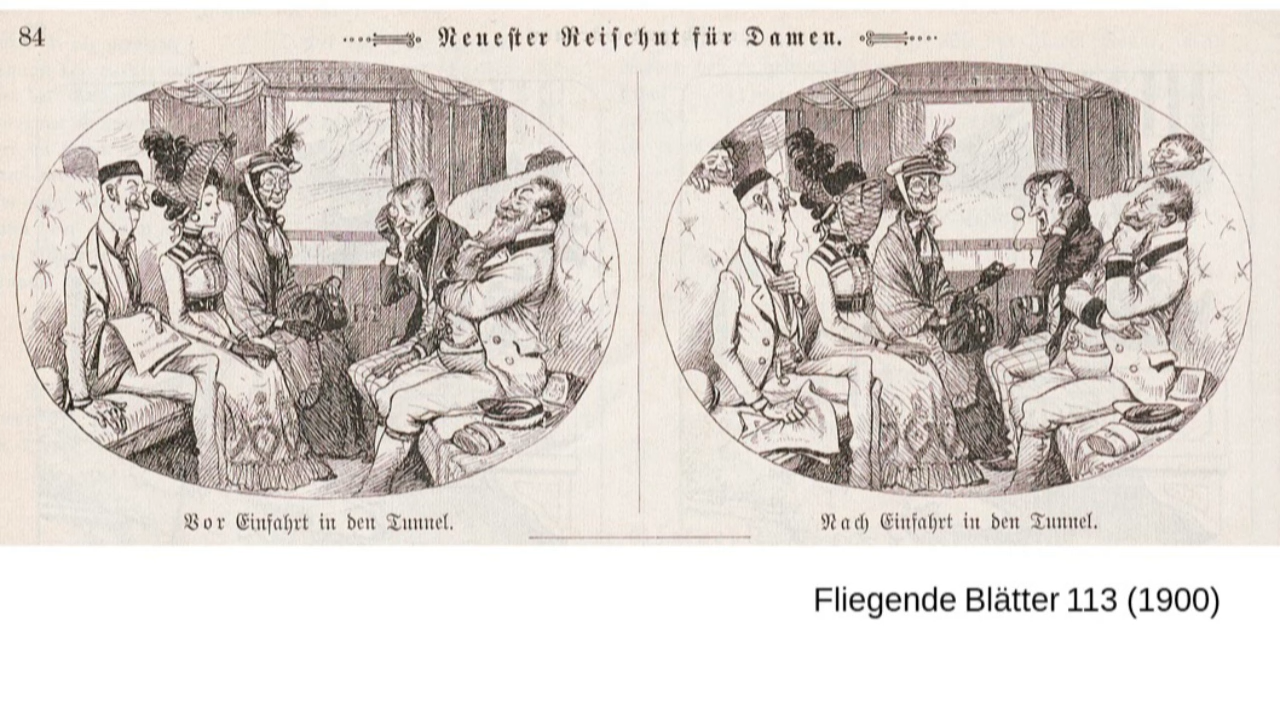 84
Neueſter Reiſehut für Damen.
Vor Einfahrt in den Tunnel.
Nach Einfahrt in den Tunnel.
Fliegende Blätter 113 (1900)